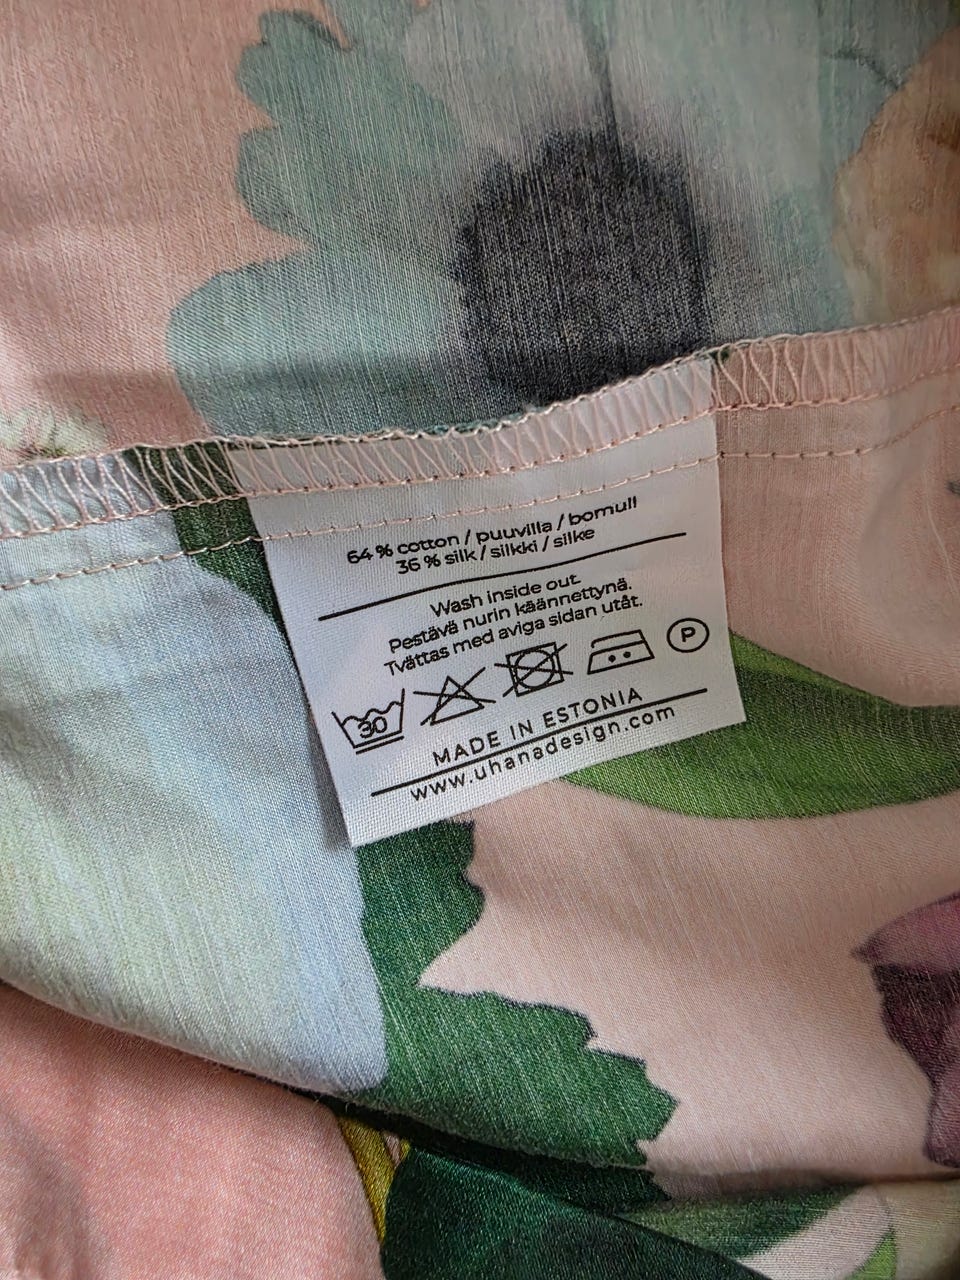 64 % cotton / puuvilla / bomull
36 % silk / silkki / silke
Wash inside out.
Pestävä nurin käännettynä.
Tvättas med aviga sidan utåt.
30 P
MADE IN ESTONIA
www.uhanadesign.com